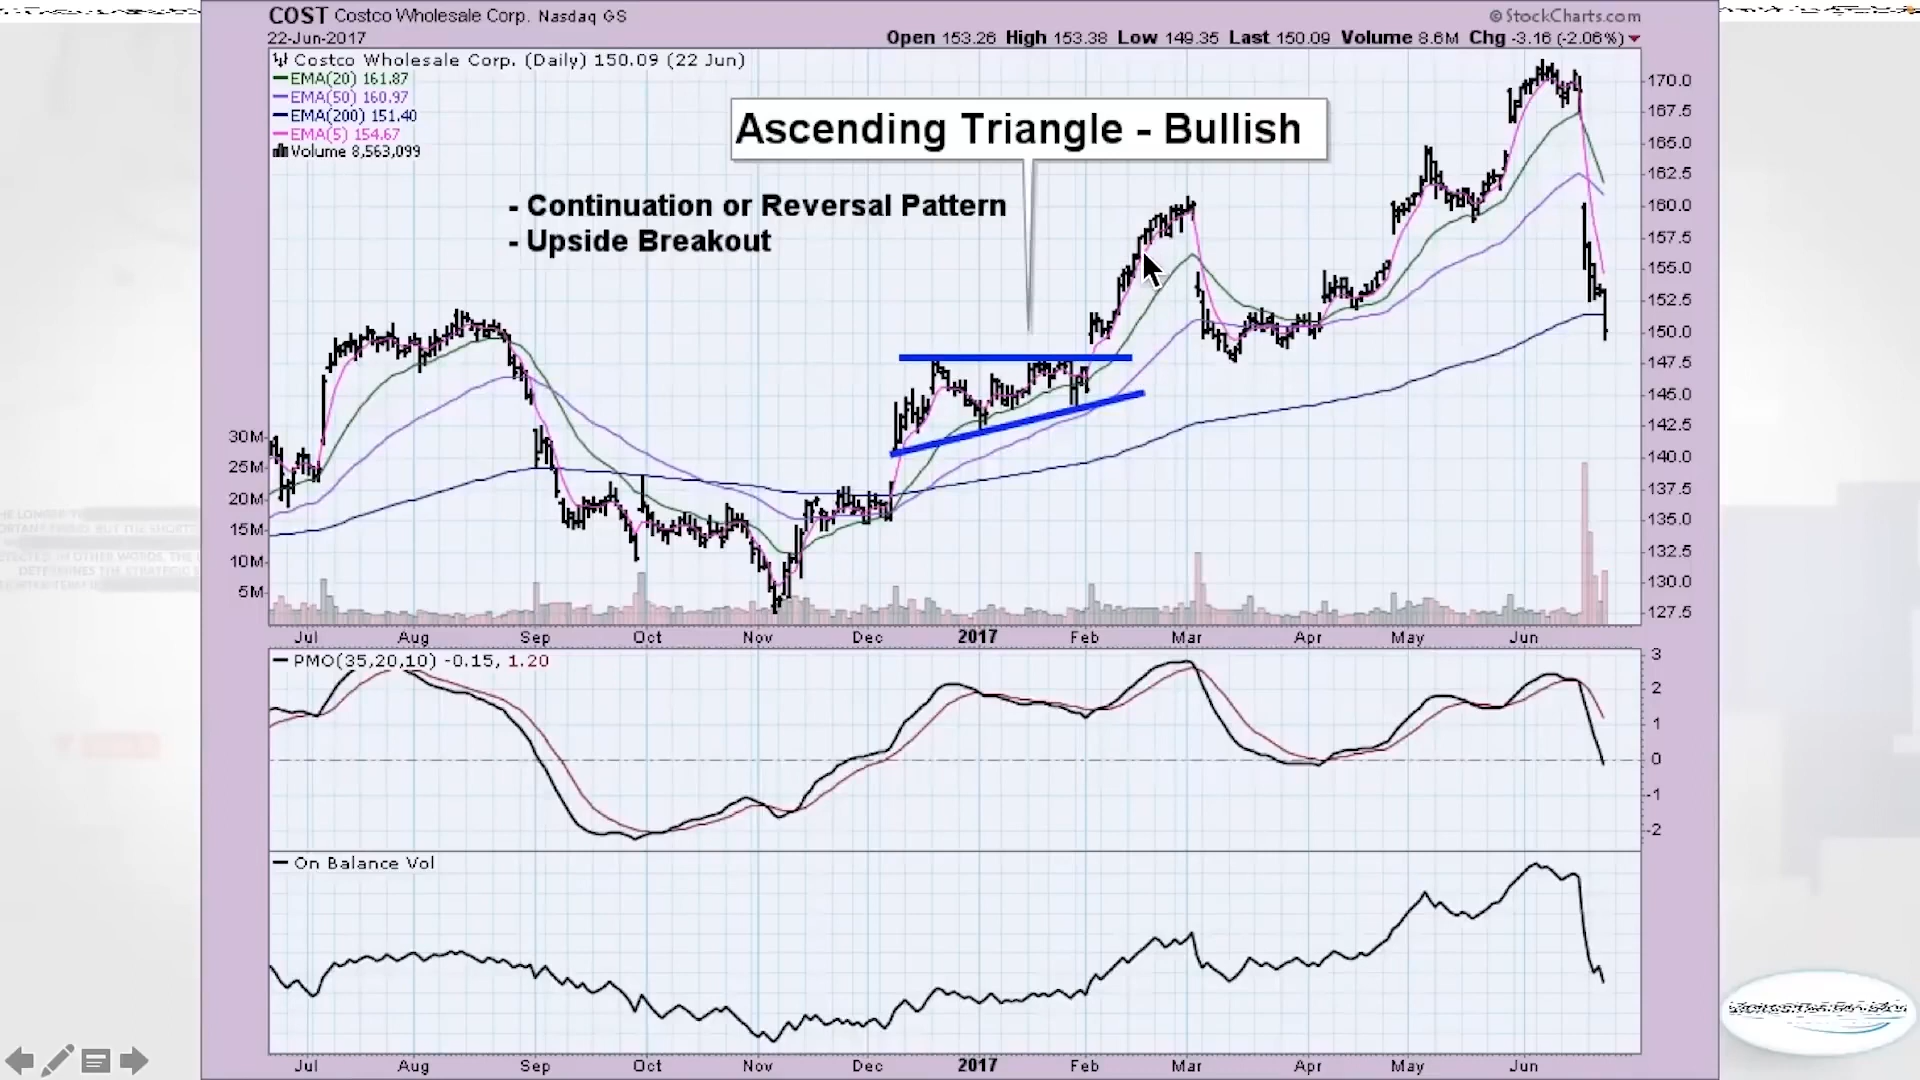 COST Costco Wholesale Corp. Nasdaq GS
© StockCharts.com
22-Jun-2017
Open 153.26 High 153.38 Low 149.35 Last 150.09 Volume 8.6M Chg -3.16 (-2.06%)
Costco Wholesale Corp. (Daily) 150.09 (22 Jun)
EMA(20) 161.87
EMA(50) 160.97
EMA(200) 151.40
EMA(5) 154.67
Volume 8,563,099
Ascending Triangle - Bullish
- Continuation or Reversal Pattern
- Upside Breakout
170.0
167.5
165.0
162.5
160.0
157.5
155.0
152.5
150.0
147.5
145.0
142.5
140.0
137.5
135.0
132.5
130.0
127.5
30M
25M
20M
15M
10M
5M
Jul Aug Sep Oct Nov Dec 2017 Feb Mar Apr May Jun
PMO(35,20,10) -0.15, 1.20
3
2
1
0
-1
-2
On Balance Vol
Jul Aug Sep Oct Nov Dec 2017 Feb Mar Apr May Jun